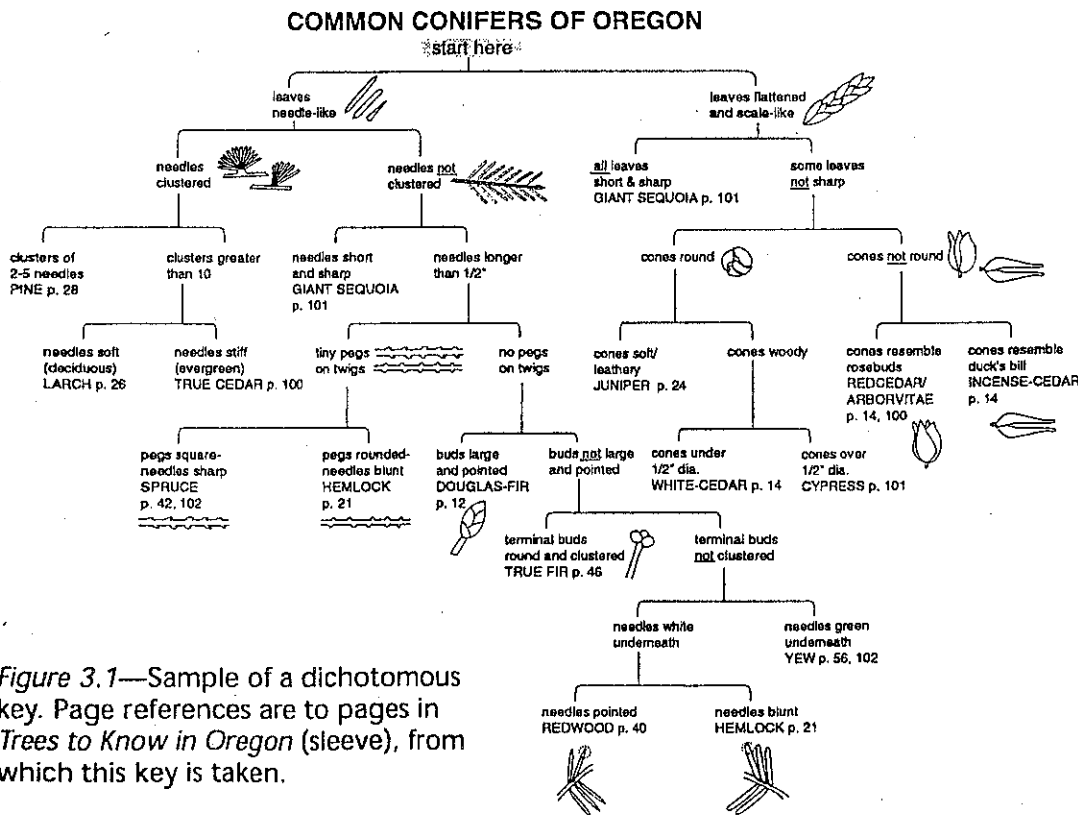 COMMON CONIFERS OF OREGON
start here
leaves
needle-like
leaves flattened
and scale-like
needles
clustered
needles not
clustered
all leaves
short & sharp
GIANT SEQUOIA p. 101
some leaves
not sharp
clusters of
2-5 needles
PINE p. 28
clusters greater
than 10
needles short
and sharp
GIANT SEQUOIA
p. 101
needles longer
than 1/2"
cones round
cones not round
needles soft
(deciduous)
LARCH p. 26
needles stiff
(evergreen)
TRUE CEDAR p. 100
tiny pegs
on twigs
no pegs
on twigs
cones soft/
leathery
JUNIPER p. 24
cones woody
cones resemble
rosebuds
REDCEDAR/
ARBORVITAE
p. 14, 100
cones resemble
duck's bill
INCENSE-CEDAR
p. 14
pegs square-
needles sharp
SPRUCE
p. 42, 102
pegs rounded-
needles blunt
HEMLOCK
p. 21
buds large
and pointed
DOUGLAS-FIR
p. 12
buds not large
and pointed
cones under
1/2" dia.
WHITE-CEDAR p. 14
cones over
1/2" dia.
CYPRESS p. 101
terminal buds
round and clustered
TRUE FIR p. 46
terminal buds
not clustered
needles white
underneath
needles green
underneath
YEW p. 56, 102
needles pointed
REDWOOD p. 40
needles blunt
HEMLOCK p. 21
Figure 3.1—Sample of a dichotomous
key. Page references are to pages in
Trees to Know in Oregon (sleeve), from
which this key is taken.